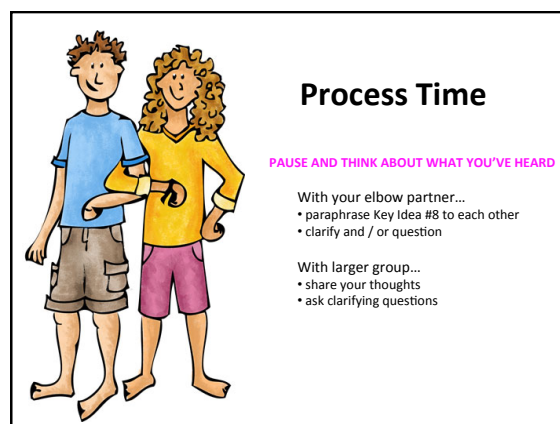 Process Time
PAUSE AND THINK ABOUT WHAT YOU'VE HEARD
With your elbow partner…
• paraphrase Key Idea #8 to each other
• clarify and / or question
With larger group…
• share your thoughts
• ask clarifying questions